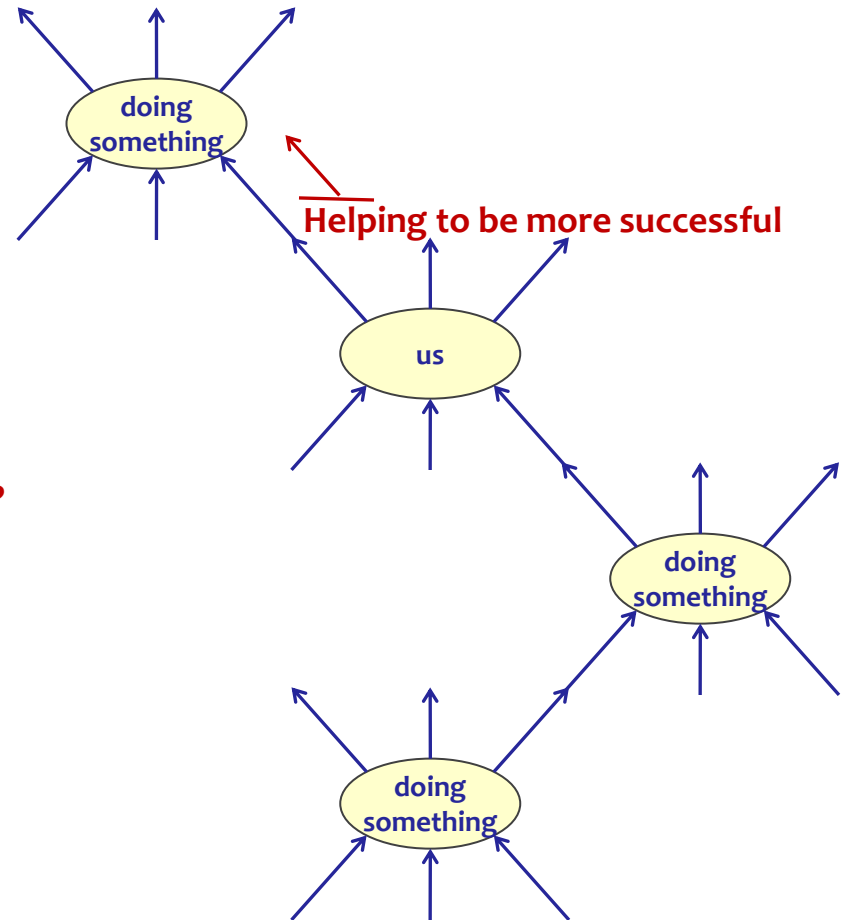 doing
something
Helping to be more successful
us
?
doing
something
doing
something